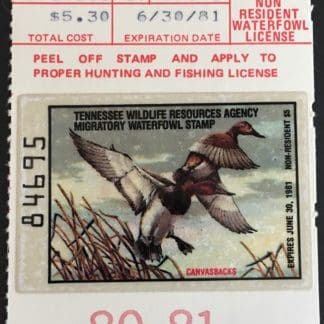 NON
RESIDENT
WATERFOWL
LICENSE
$5.30 6/30/81
TOTAL COST EXPIRATION DATE
PEEL OFF STAMP AND APPLY TO
PROPER HUNTING AND FISHING LICENSE
84695
TENNESSEE WILDLIFE RESOURCES AGENCY
MIGRATORY WATERFOWL STAMP
NON-RESIDENT $5
EXPIRES JUNE 30, 1981
CANVASBACKS
80-81